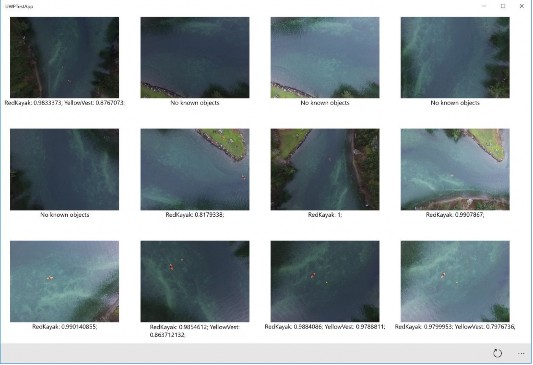 UWPTestApp
RedKayak: 0.9833373; YellowVest: 0.8767073;
No known objects
No known objects
No known objects
No known objects
RedKayak: 0.8179338;
RedKayak: 1;
RedKayak: 0.9907867;
RedKayak: 0.990140855;
RedKayak: 0.9854612; YellowVest:
0.863712132;
RedKayak: 0.9884086; YellowVest: 0.9788811;
RedKayak: 0.9799953; YellowVest: 0.7976736;